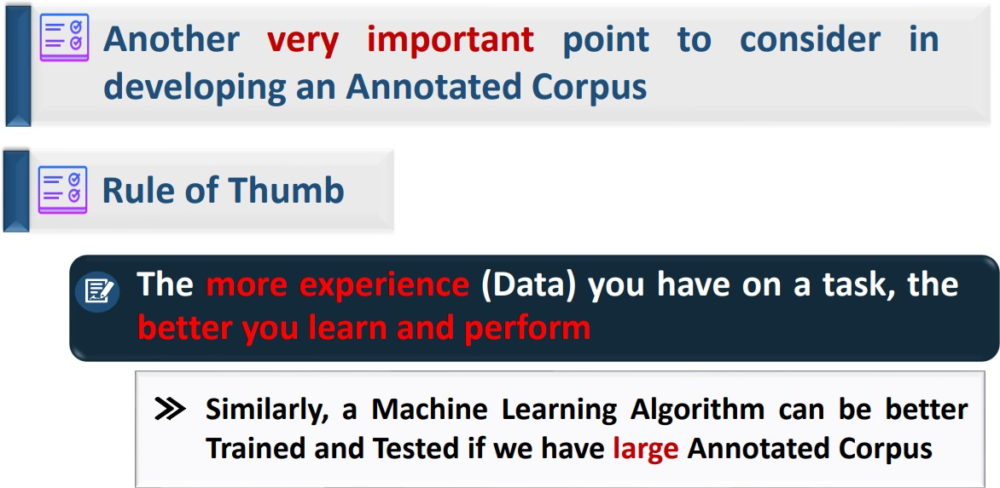 Another very important point to consider in
developing an Annotated Corpus
Rule of Thumb
The more experience (Data) you have on a task, the
better you learn and perform
Similarly, a Machine Learning Algorithm can be better
Trained and Tested if we have large Annotated Corpus